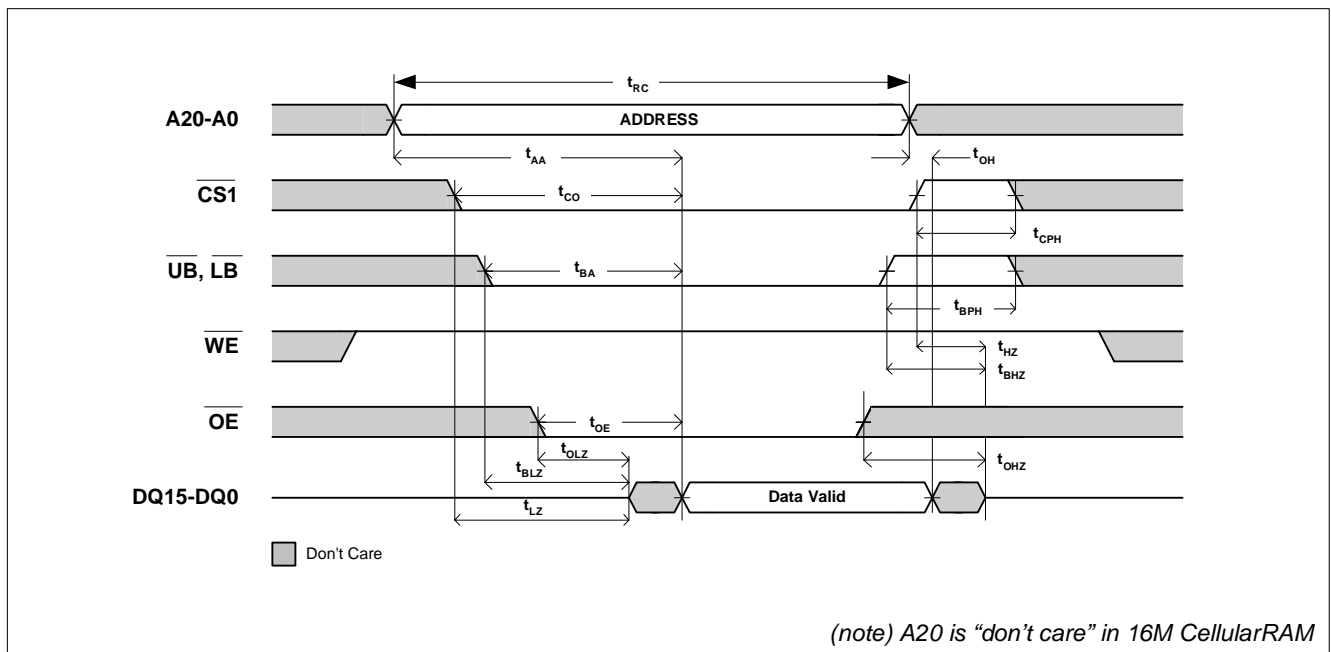 tRC
A20-A0 ADDRESS
tAA tOH
CS1 tCO
tCPH
UB, LB tBA
tBPH
WE tHZ
tBHZ
OE tOE
tOLZ tOHZ
tBLZ
DQ15-DQ0 Data Valid
tLZ
Don't Care
(note) A20 is “don’t care” in 16M CellularRAM